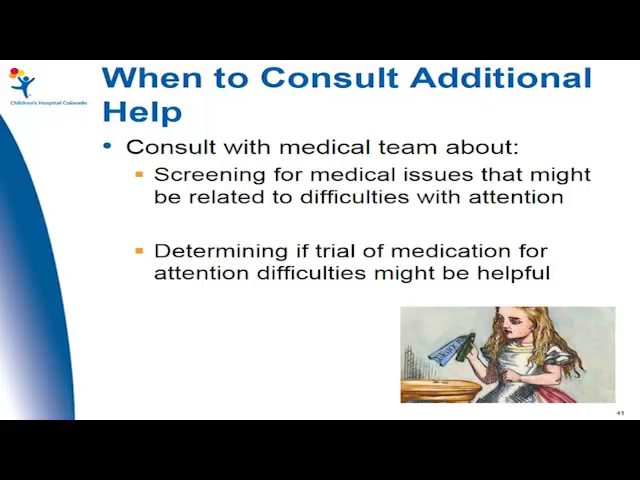 Children's Hospital Colorado
When to Consult Additional
Help
• Consult with medical team about:
Screening for medical issues that might
be related to difficulties with attention
Determining if trial of medication for
attention difficulties might be helpful
41